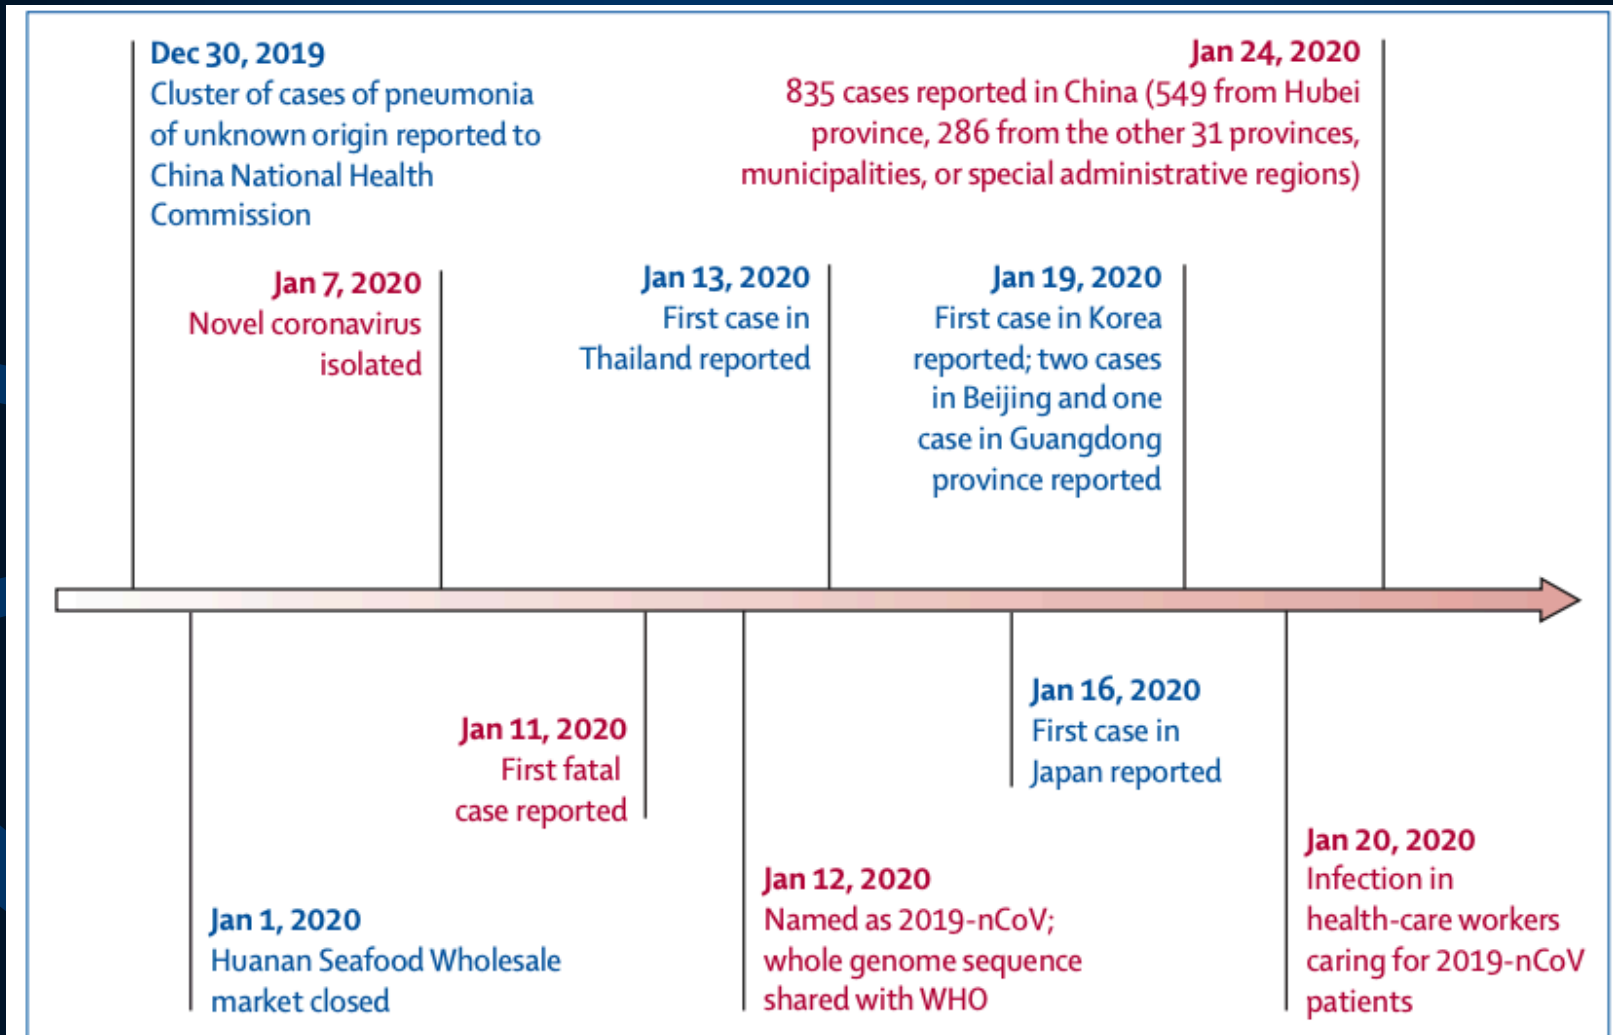 Dec 30, 2019
Cluster of cases of pneumonia
of unknown origin reported to
China National Health
Commission
Jan 24, 2020
835 cases reported in China (549 from Hubei
province, 286 from the other 31 provinces,
municipalities, or special administrative regions)
Jan 7, 2020
Novel coronavirus
isolated
Jan 13, 2020
First case in
Thailand reported
Jan 19, 2020
First case in Korea
reported; two cases
in Beijing and one
case in Guangdong
province reported
Jan 11, 2020
First fatal
case reported
Jan 16, 2020
First case in
Japan reported
Jan 1, 2020
Huanan Seafood Wholesale
market closed
Jan 12, 2020
Named as 2019-nCoV;
whole genome sequence
shared with WHO
Jan 20, 2020
Infection in
health-care workers
caring for 2019-nCoV
patients